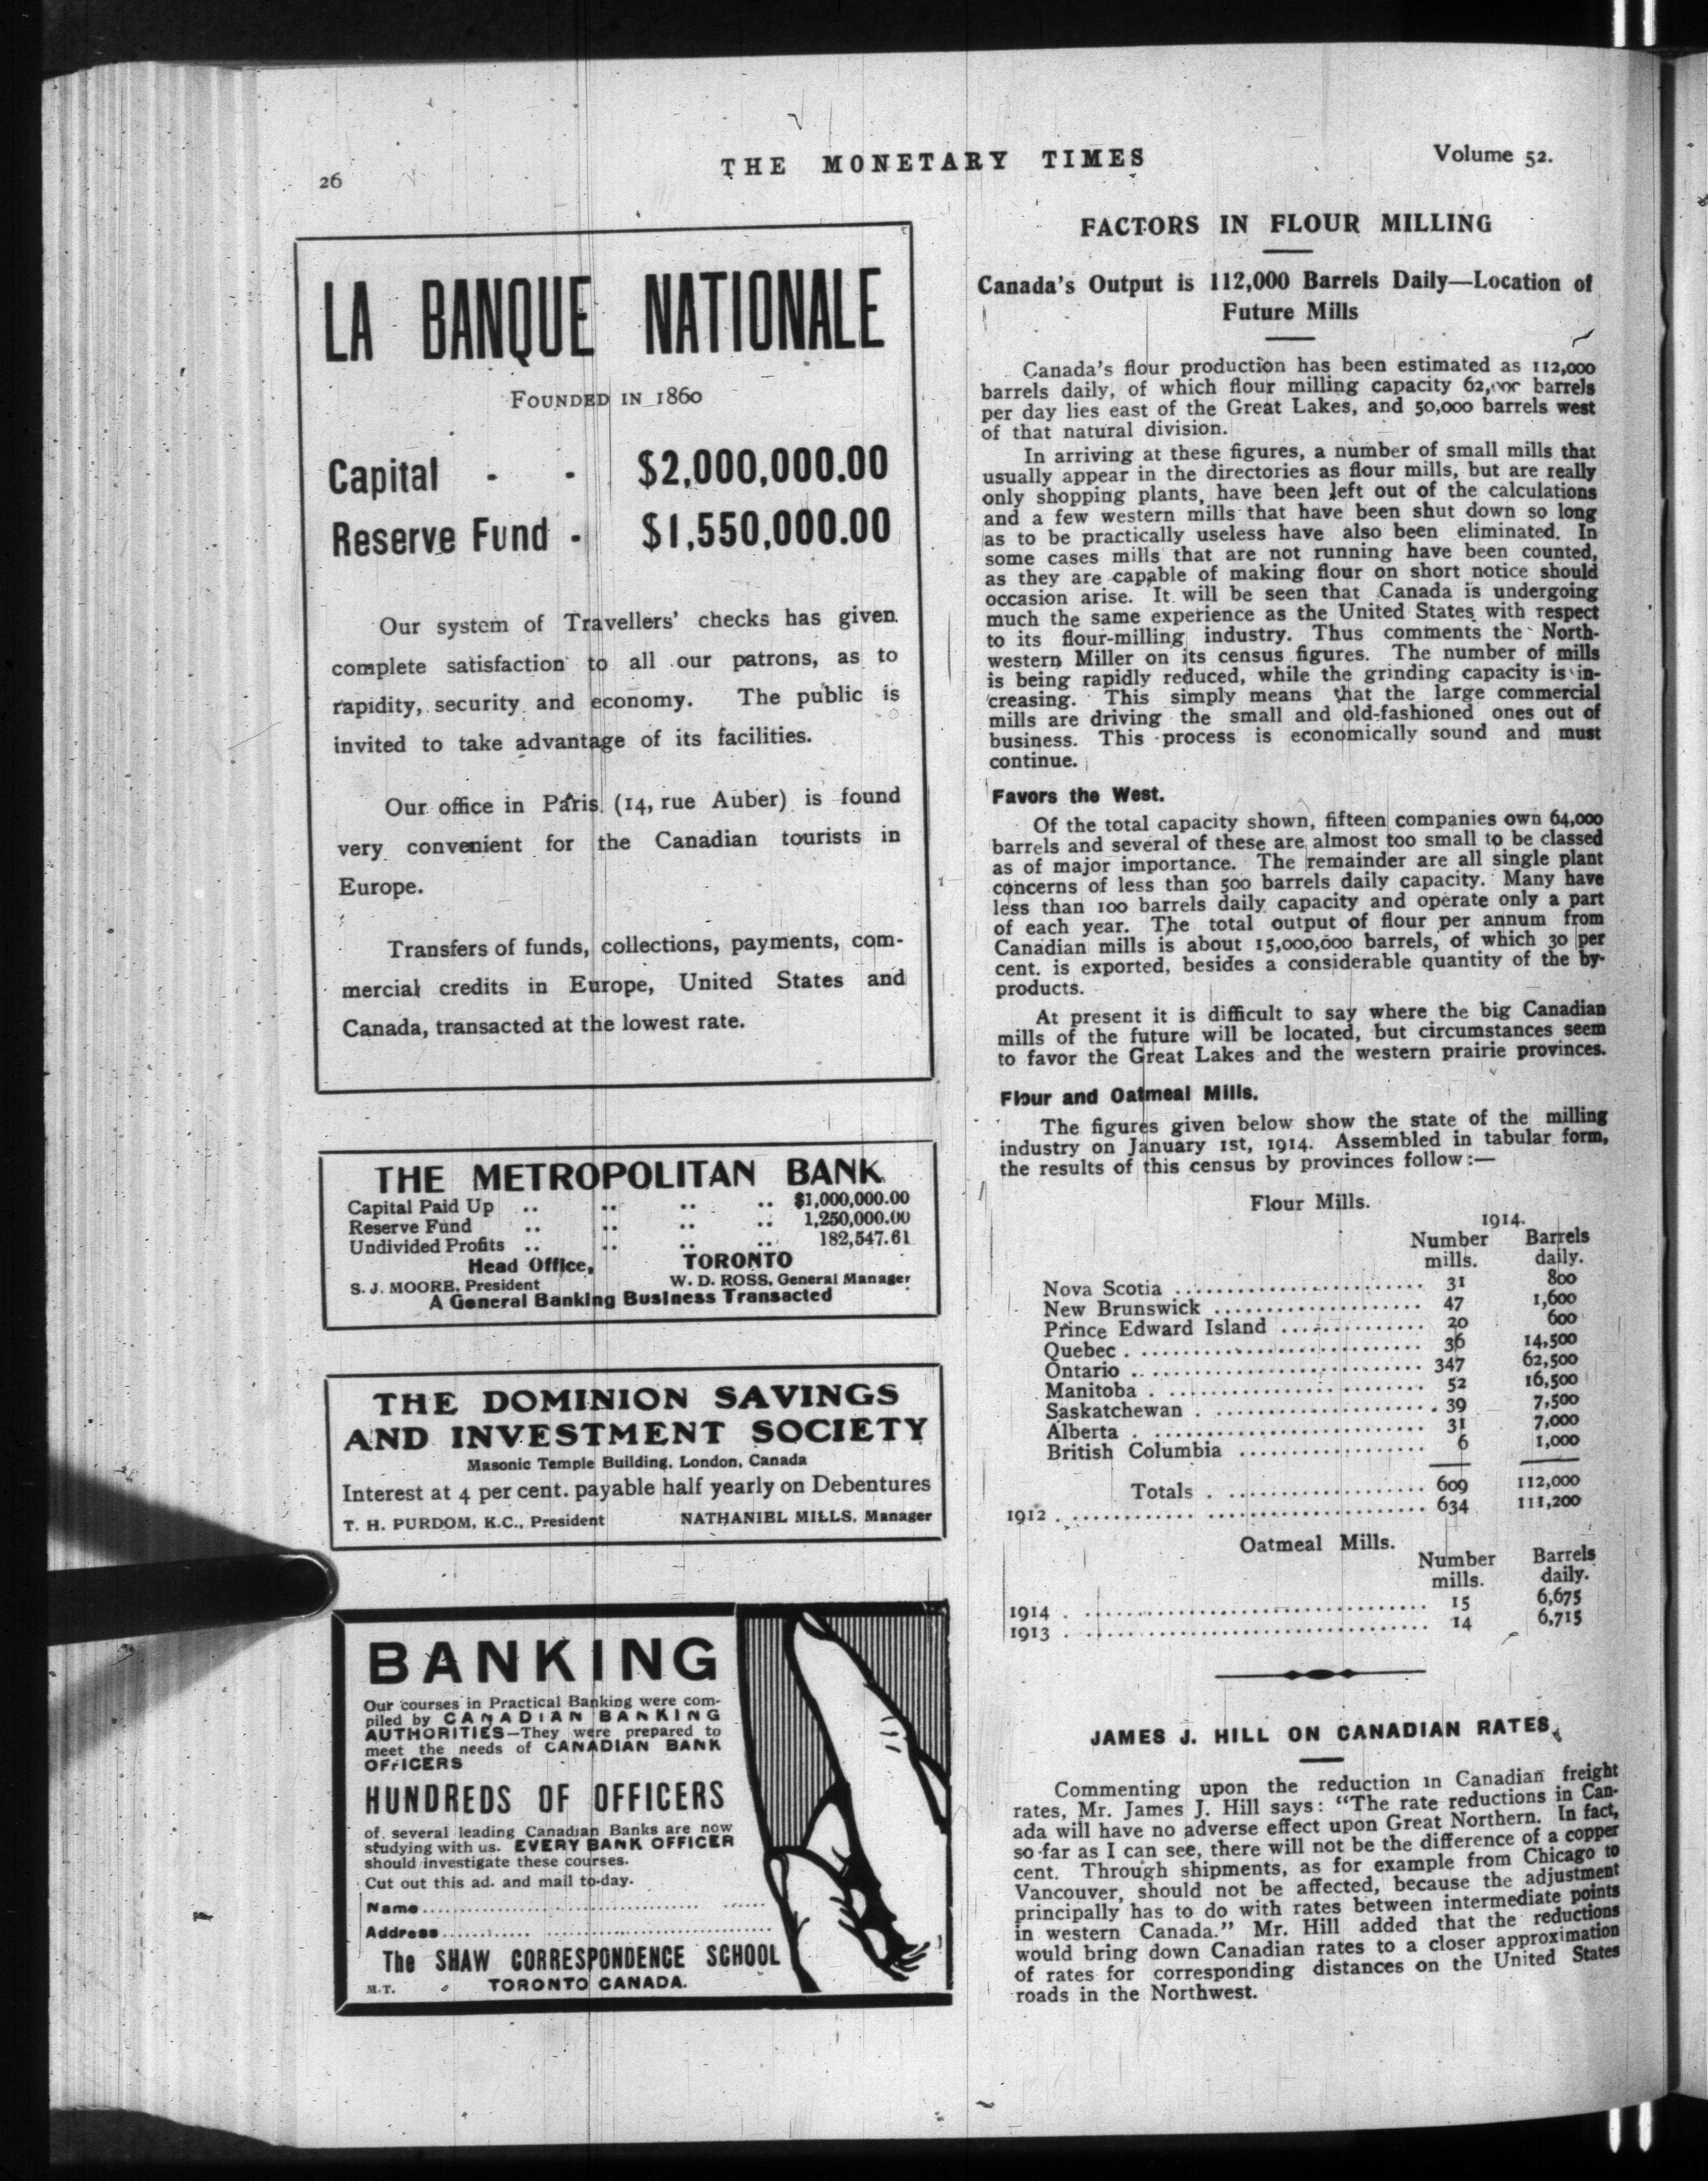 26
THE MONETARY TIMES
Volume 52.
LA BANQUE NATIONALE
FOUNDED IN 1860
Capital - - $2,000,000.00
Reserve Fund - $1,550,000.00
Our system of Travellers' checks has given
complete satisfaction to all our patrons, as to
rapidity, security and economy. The public is
invited to take advantage of its facilities.
Our office in Paris (14, rue Auber) is found
very convenient for the Canadian tourists in
Europe.
Transfers of funds, collections, payments, com-
mercial credits in Europe, United States and
Canada, transacted at the lowest rate.
THE METROPOLITAN BANK
Capital Paid Up .. .. .. .. $1,000,000.00
Reserve Fund .. .. .. .. 1,250,000.00
Undivided Profits .. .. .. .. 182,547.61
Head Office, TORONTO
S. J. MOORE, President W. D. ROSS, General Manager
A General Banking Business Transacted
THE DOMINION SAVINGS
AND INVESTMENT SOCIETY
Masonic Temple Building, London, Canada
Interest at 4 per cent. payable half yearly on Debentures
T. H. PURDOM, K.C., President NATHANIEL MILLS, Manager
BANKING
Our courses in Practical Banking were com-
piled by CANADIAN BANKING
AUTHORITIES—They were prepared to
meet the needs of CANADIAN BANK
OFFICERS
HUNDREDS OF OFFICERS
of several leading Canadian Banks are now
studying with us. EVERY BANK OFFICER
should investigate these courses.
Cut out this ad. and mail to-day.
Name..............................
Address..............................
The SHAW CORRESPONDENCE SCHOOL
M.T. TORONTO CANADA.
FACTORS IN FLOUR MILLING
Canada's Output is 112,000 Barrels Daily—Location of
Future Mills
Canada's flour production has been estimated as 112,000
barrels daily, of which flour milling capacity barrels
per day lies east of the Great Lakes, and 50,000 barrels west
of that natural division.
In arriving at these figures, a number of small mills that
usually appear in the directories as flour mills, but are really
only shopping plants, have been left out of the calculations
and a few western mills that have been shut down so long
as to be practically useless have also been eliminated. In
some cases mills that are not running have been counted,
as they are capable of making flour on short notice should
occasion arise. It will be seen that Canada is undergoing
much the same experience as the United States with respect
to its flour-milling industry. Thus comments the North-
western Miller on its census figures. The number of mills
is being rapidly reduced, while the grinding capacity is in-
creasing. This simply means that the large commercial
mills are driving the small and old-fashioned ones out of
business. This process is economically sound and must
continue.
Favors the West.
Of the total capacity shown, fifteen companies own 64,000
barrels and several of these are almost too small to be classed
as of major importance. The remainder are all single plant
concerns of less than 500 barrels daily capacity. Many have
less than 100 barrels daily capacity and operate only a part
of each year. The total output of flour per annum from
Canadian mills is about 15,000,000 barrels, of which 30 per
cent. is exported, besides a considerable quantity of the by-
products.
At present it is difficult to say where the big Canadian
mills of the future will be located, but circumstances seem
to favor the Great Lakes and the western prairie provinces.
Flour and Oatmeal Mills.
The figures given below show the state of the milling
industry on January 1st, 1914. Assembled in tabular form,
the results of this census by provinces follow:—
Flour Mills.
1914.
Number Barrels
mills. daily.
Nova Scotia .............................. 31 800
New Brunswick .............................. 47 1,600
Prince Edward Island .............................. 20 600
Quebec .............................. 36 14,500
Ontario .............................. 347 62,500
Manitoba .............................. 52 16,500
Saskatchewan .............................. 39 7,500
Alberta .............................. 31 7,000
British Columbia .............................. 6 1,000
Totals .............................. 609 112,000
1912 .............................. 634 111,200
Oatmeal Mills.
Number Barrels
mills. daily.
1914 .............................. 15 6,675
1913 .............................. 14 6,715
JAMES J. HILL ON CANADIAN RATES
Commenting upon the reduction in Canadian freight
rates, Mr. James J. Hill says: "The rate reductions in Can-
ada will have no adverse effect upon Great Northern. In fact,
so far as I can see, there will not be the difference of a copper
cent. Through shipments, as for example from Chicago to
Vancouver, should not be affected, because the adjustment
principally has to do with rates between intermediate points
in western Canada." Mr. Hill added that the reductions
would bring down Canadian rates to a closer approximation
of rates for corresponding distances on the United States
roads in the Northwest.